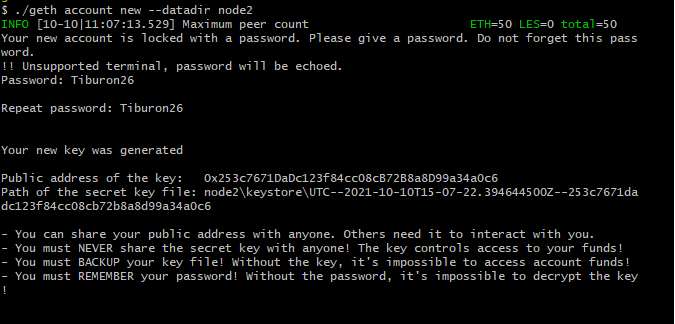 $ ./geth account new --datadir node2
INFO [10-10|11:07:13.529] Maximum peer count ETH=50 LES=0 total=50
Your new account is locked with a password. Please give a password. Do not forget this pass
word.
!! Unsupported terminal, password will be echoed.
Password: Tiburon26
Repeat password: Tiburon26
Your new key was generated
Public address of the key: 0x253c7671DaDc123f84cc08cB72B8a8D99a34a0c6
Path of the secret key file: node2\keystore\UTC--2021-10-10T15-07-22.394644500Z--253c7671da
dc123f84cc08cb72b8a8d99a34a0c6
- You can share your public address with anyone. Others need it to interact with you.
- You must NEVER share the secret key with anyone! The key controls access to your funds!
- You must BACKUP your key file! Without the key, it's impossible to access account funds!
- You must REMEMBER your password! Without the password, it's impossible to decrypt the key
!